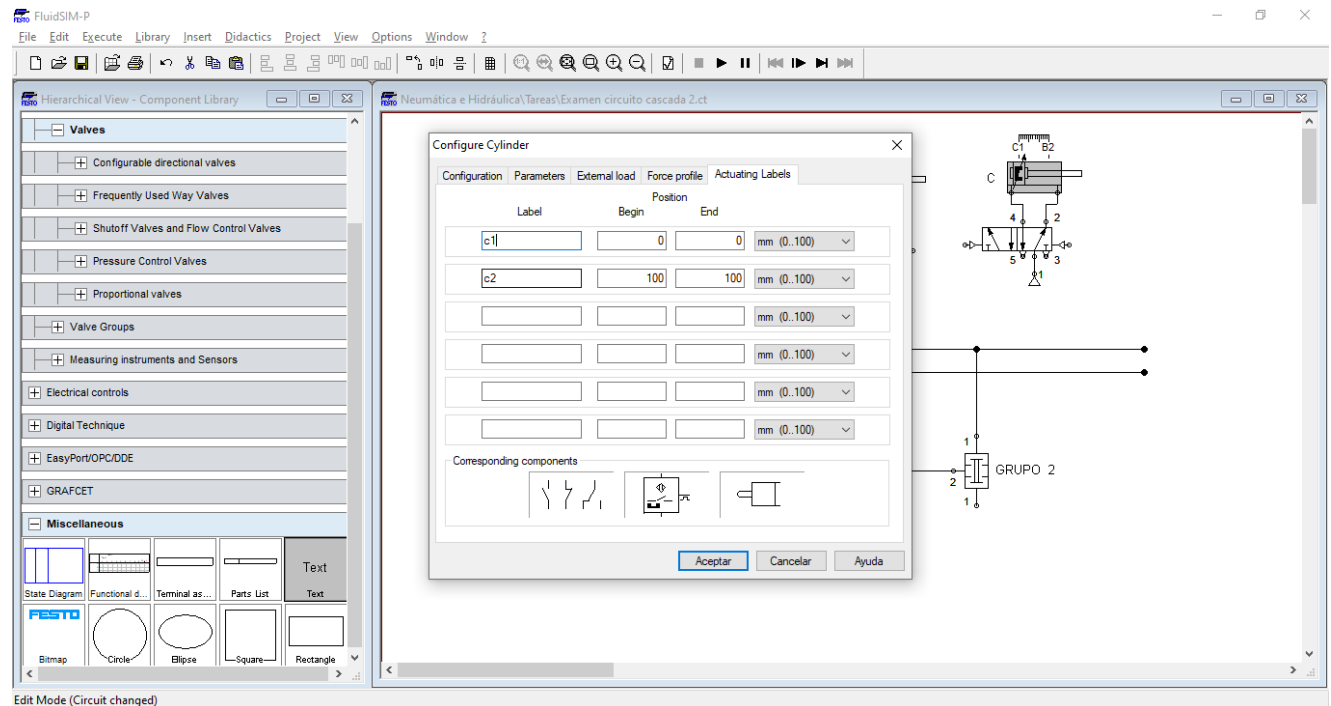 FluidSIM-P
File Edit Execute Library Insert Didactics Project View Options Window ?
Hierarchical View - Component Library
Valves
Configurable directional valves
Frequently Used Way Valves
Shutoff Valves and Flow Control Valves
Pressure Control Valves
Proportional valves
Valve Groups
Measuring instruments and Sensors
Electrical controls
Digital Technique
EasyPort/OPC/DDE
GRAFCET
Miscellaneous
Text
State Diagram Functional d... Terminal as... Parts List Text
FESTO
Bitmap Circle Ellipse Square Rectangle
Neumática e Hidráulica\Tareas\Examen circuito cascada 2.ct
Configure Cylinder
Configuration Parameters External load Force profile Actuating Labels
Position
Label Begin End
c1 0 0 mm (0..100)
c2 100 100 mm (0..100)
mm (0..100)
mm (0..100)
mm (0..100)
mm (0..100)
Corresponding components
Aceptar Cancelar Ayuda
C1 B2
C
4 2
5 3
1
1
GRUPO 2
2
1
Edit Mode (Circuit changed)